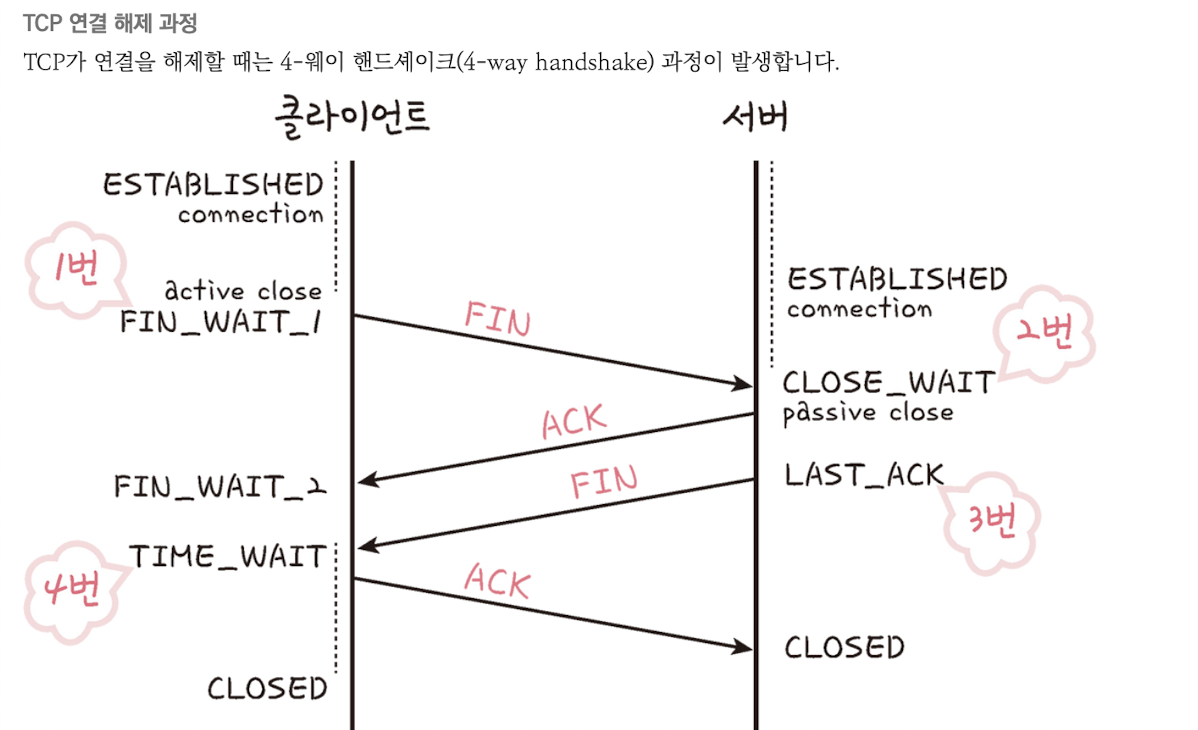 TCP 연결 해제 과정
TCP가 연결을 해제할 때는 4-웨이 핸드셰이크(4-way handshake) 과정이 발생합니다.
클라이언트
서버
ESTABLISHED
connection
1번
active close
FIN_WAIT_1
FIN
ESTABLISHED
connection
2번
CLOSE_WAIT
passive close
ACK
FIN_WAIT_2
FIN
LAST_ACK
3번
TIME_WAIT
4번
ACK
CLOSED
CLOSED